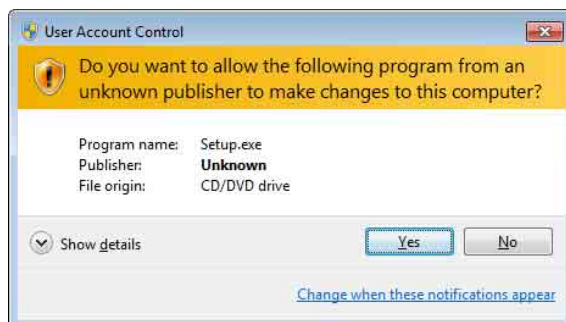 User Account Control
Do you want to allow the following program from an
unknown publisher to make changes to this computer?
Program name: Setup.exe
Publisher: Unknown
File origin: CD/DVD drive
Show details
Yes No
Change when these notifications appear